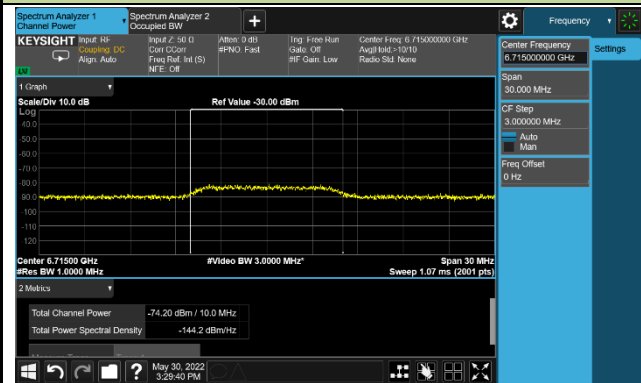 Spectrum Analyzer 1
Channel Power
Spectrum Analyzer 2
Occupied BW
Frequency
KEYSIGHT
Input: RF
Coupling: DC
Align: Auto
Input Z: 50 Ω
Corr CCorr
Freq Ref: Int (S)
NFE: Off
Atten: 0 dB
#PNO: Fast
Trig: Free Run
Gate: Off
#IF Gain: Low
Center Freq: 6.715000000 GHz
Avg|Hold:>10/10
Radio Std: None
Center Frequency
6.715000000 GHz
Settings
Span
30.000 MHz
CF Step
3.000000 MHz
Auto
Man
Freq Offset
0 Hz
1 Graph
Scale/Div 10.0 dB
Ref Value -30.00 dBm
Log
-40.0
-50.0
-60.0
-70.0
-80.0
-90.0
-100
-110
-120
Center 6.71500 GHz
#Video BW 3.0000 MHz*
Span 30 MHz
#Res BW 1.0000 MHz
Sweep 1.07 ms (2001 pts)
2 Metrics
Total Channel Power
-74.20 dBm / 10.0 MHz
Total Power Spectral Density
-144.2 dBm/Hz
May 30, 2022
3:29:40 PM